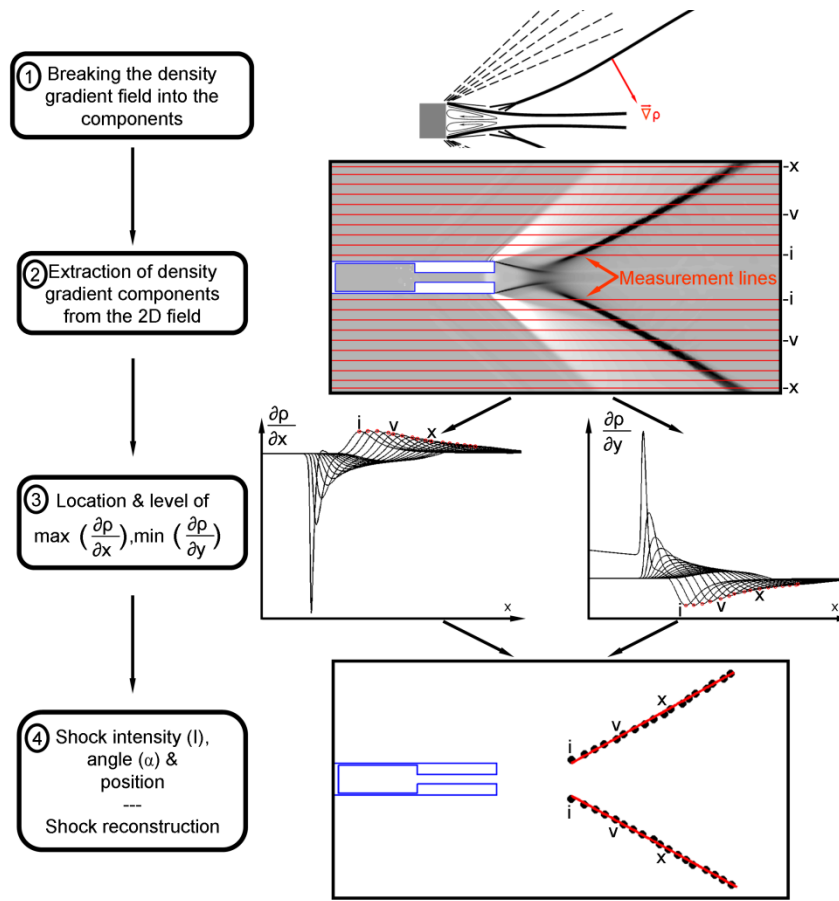 1 Breaking the density
gradient field into the
components
∇⃗ρ
-x
-v
-i
Measurement lines
-i
-v
-x
2 Extraction of density
gradient components
from the 2D field
∂ρ/∂x
i v x
x
∂ρ/∂y
i v x
x
3 Location & level of
max (∂ρ/∂x),min (∂ρ/∂y)
4 Shock intensity (I),
angle (α) &
position
---
Shock reconstruction
x
v
i
i
v
x